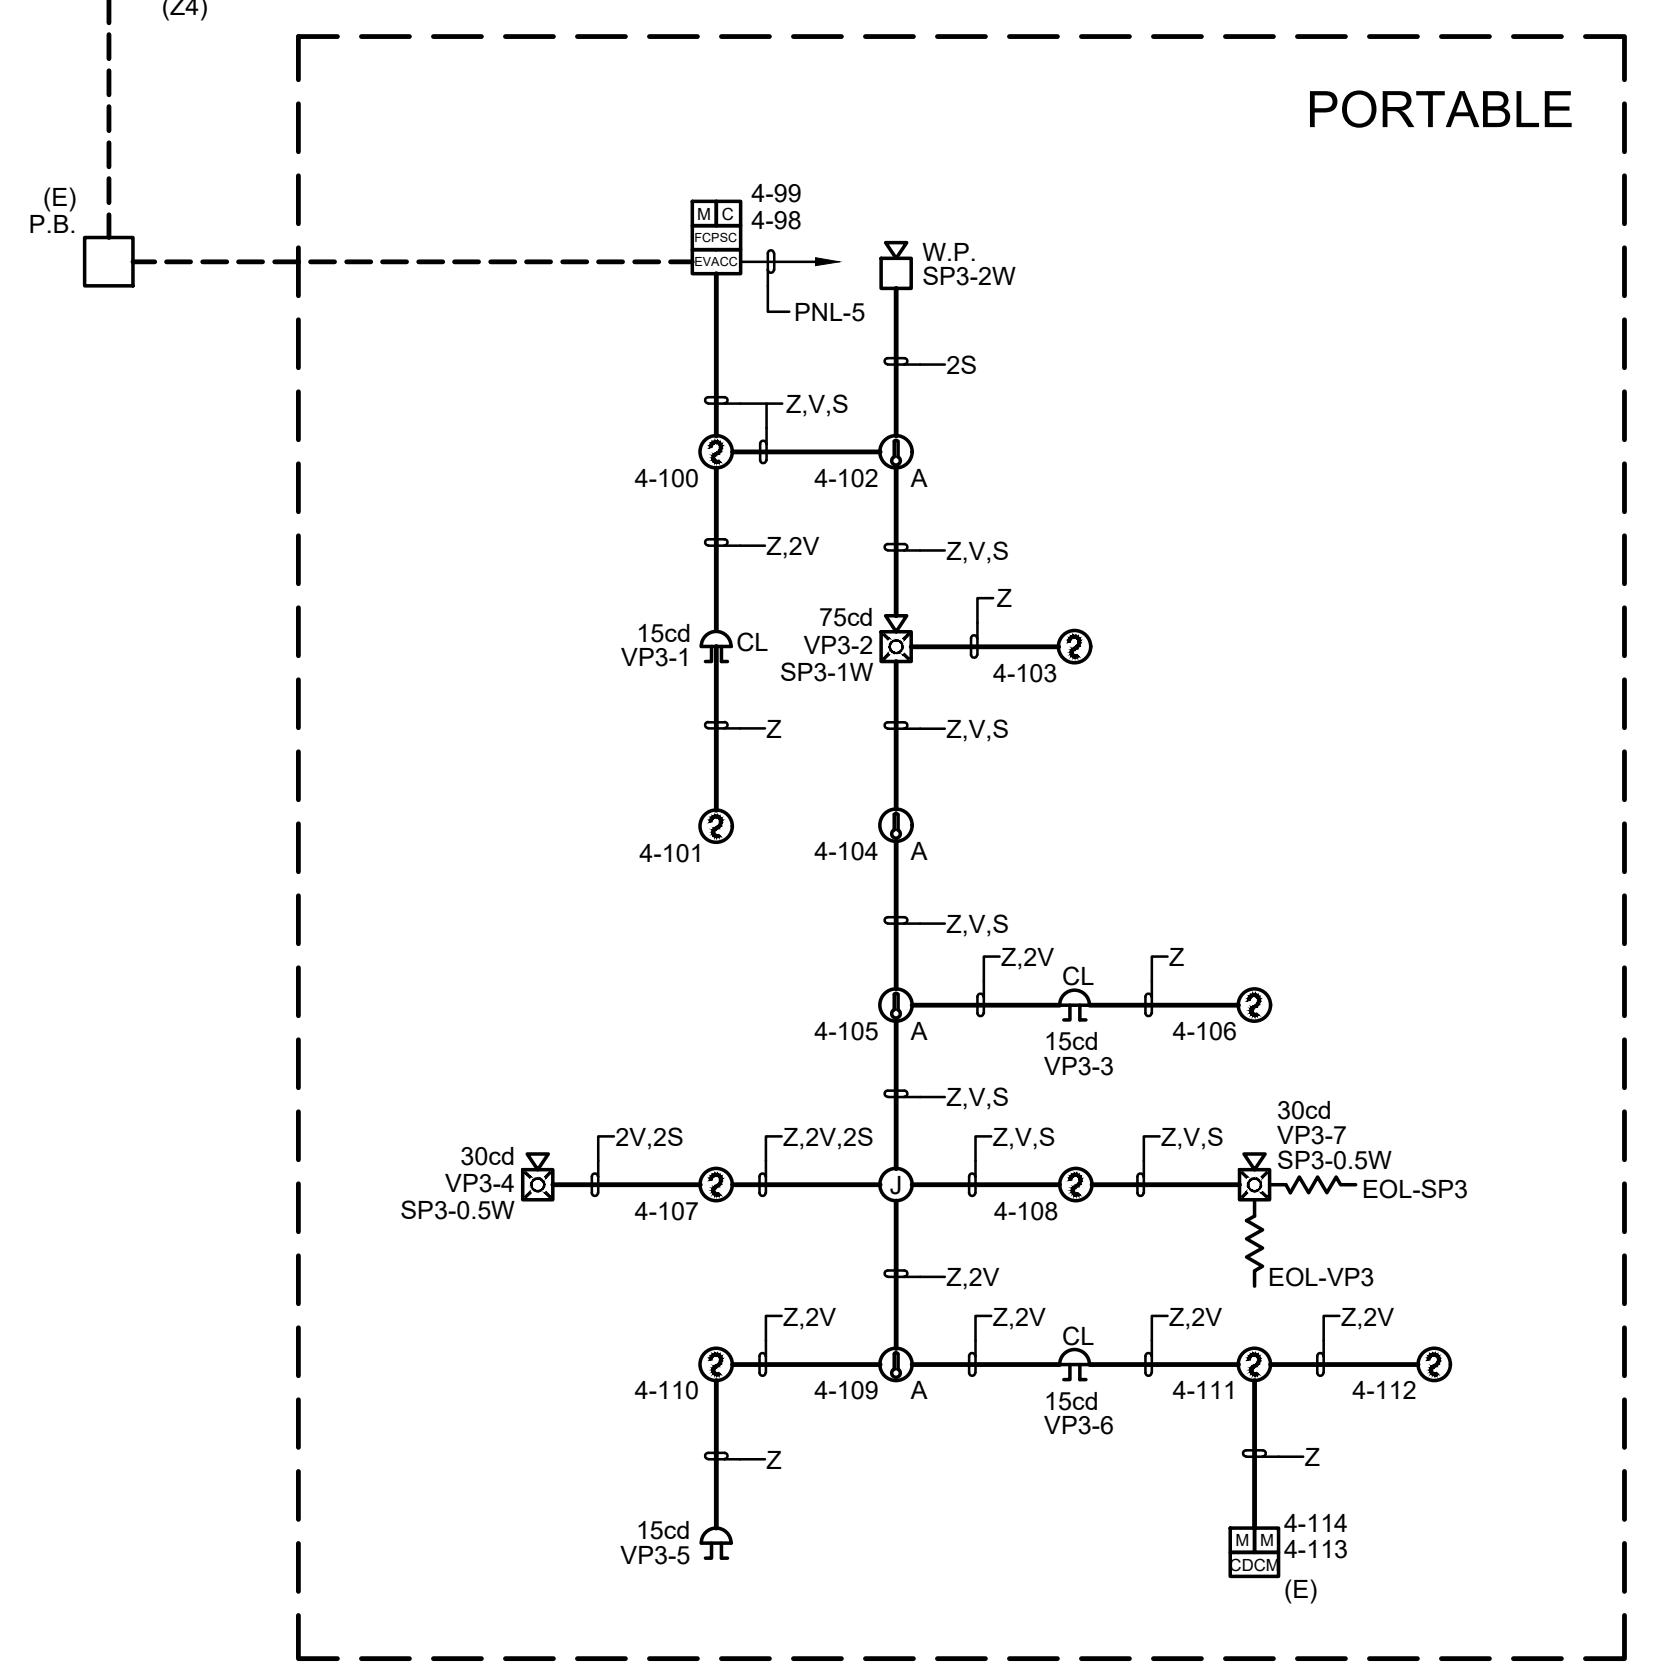 (Z4)
PORTABLE
(E)
P.B.
M C
FCPSC
EVACC
4-99
4-98
PNL-5
W.P.
SP3-2W
2S
Z,V,S
4-100
4-102
A
Z,2V
Z,V,S
Z
15cd
VP3-1
CL
75cd
VP3-2
SP3-1W
4-103
Z
Z,V,S
4-101
4-104
A
Z,V,S
Z,2V
CL
Z
4-105
A
15cd
VP3-3
4-106
Z,V,S
30cd
VP3-4
SP3-0.5W
2V,2S
Z,2V,2S
Z,V,S
Z,V,S
30cd
VP3-7
SP3-0.5W
4-107
J
4-108
EOL-SP3
EOL-VP3
Z,2V
Z,2V
Z,2V
CL
Z,2V
Z,2V
4-110
4-109
A
15cd
VP3-6
4-111
4-112
Z
Z
15cd
VP3-5
M M
CDCM
4-114
4-113
(E)